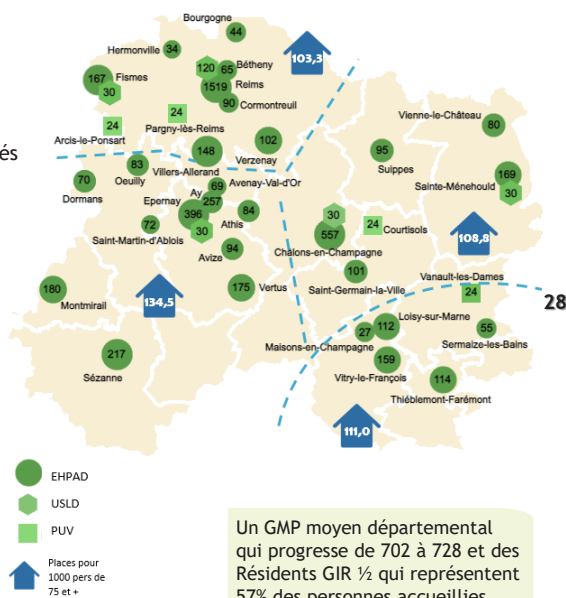 Bourgogne
44
Hermonville
34
103,3
120
65
Bétheny
167
Fismes
1519
Reims
30
90
Cormontreuil
24
24
Vienne-le-Château
80
Arcis-le-Ponsart
Pargny-lès-Reims
és
148
102
Verzenay
95
Suippes
83
Villers-Allerand
169
70
Oeuilly
69
Avenay-Val-d'Or
Sainte-Ménehould
30
Dormans
Ay
257
Epernay
396
84
30
24
Courtisols
72
30
Athis
557
108,8
Saint-Martin-d'Ablois
94
Châlons-en-Champagne
Avize
101
Vanault-les-Dames
180
134,5
175
Vertus
Saint-Germain-la-Ville
24
28
Montmirail
27
112
Loisy-sur-Marne
55
Maisons-en-Champagne
Sermaize-les-Bains
217
159
Sézanne
Vitry-le-François
114
Thiéblemont-Farémont
111,0
EHPAD
USLD
PUV
Places pour
1000 pers de
75 et +
Un GMP moyen départemental
qui progresse de 702 à 728 et des
Résidents GIR ½ qui représentent
57% des personnes accueillies